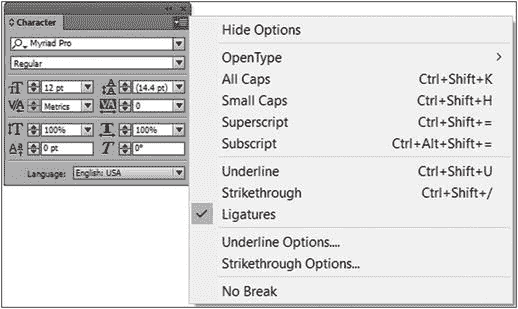 Character
Myriad Pro
Regular
12 pt
(14.4 pt)
Metrics
0
100%
100%
0 pt
0°
Language: English: USA
Hide Options
OpenType
All Caps Ctrl+Shift+K
Small Caps Ctrl+Shift+H
Superscript Ctrl+Shift+=
Subscript Ctrl+Alt+Shift+=
Underline Ctrl+Shift+U
Strikethrough Ctrl+Shift+/
Ligatures
Underline Options....
Strikethrough Options...
No Break